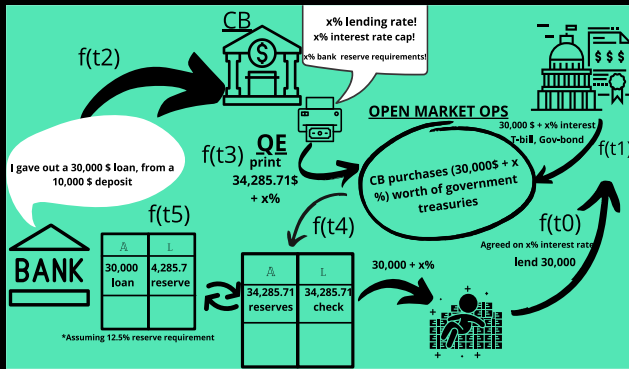 CB
x% lending rate!
x% interest rate cap!
x% bank reserve requirements!
f(t2)
$
$ $ $
OPEN MARKET OPS
30,000 $ + x% interest
T-bill, Gov-bond
f(t1)
I gave out a 30,000 $ loan, from a
10,000 $ deposit
f(t3)
QE
print
34,285.71$
+ x%
CB purchases (30,000$ + x
%) worth of government
treasuries
f(t0)
Agreed on x% interest rate
lend 30,000
f(t5)
f(t4)
BANK
A L
30,000 4,285.7
loan reserve
*Assuming 12.5% reserve requirement
A L
34,285.71 34,285.71
reserves check
30,000 + x%